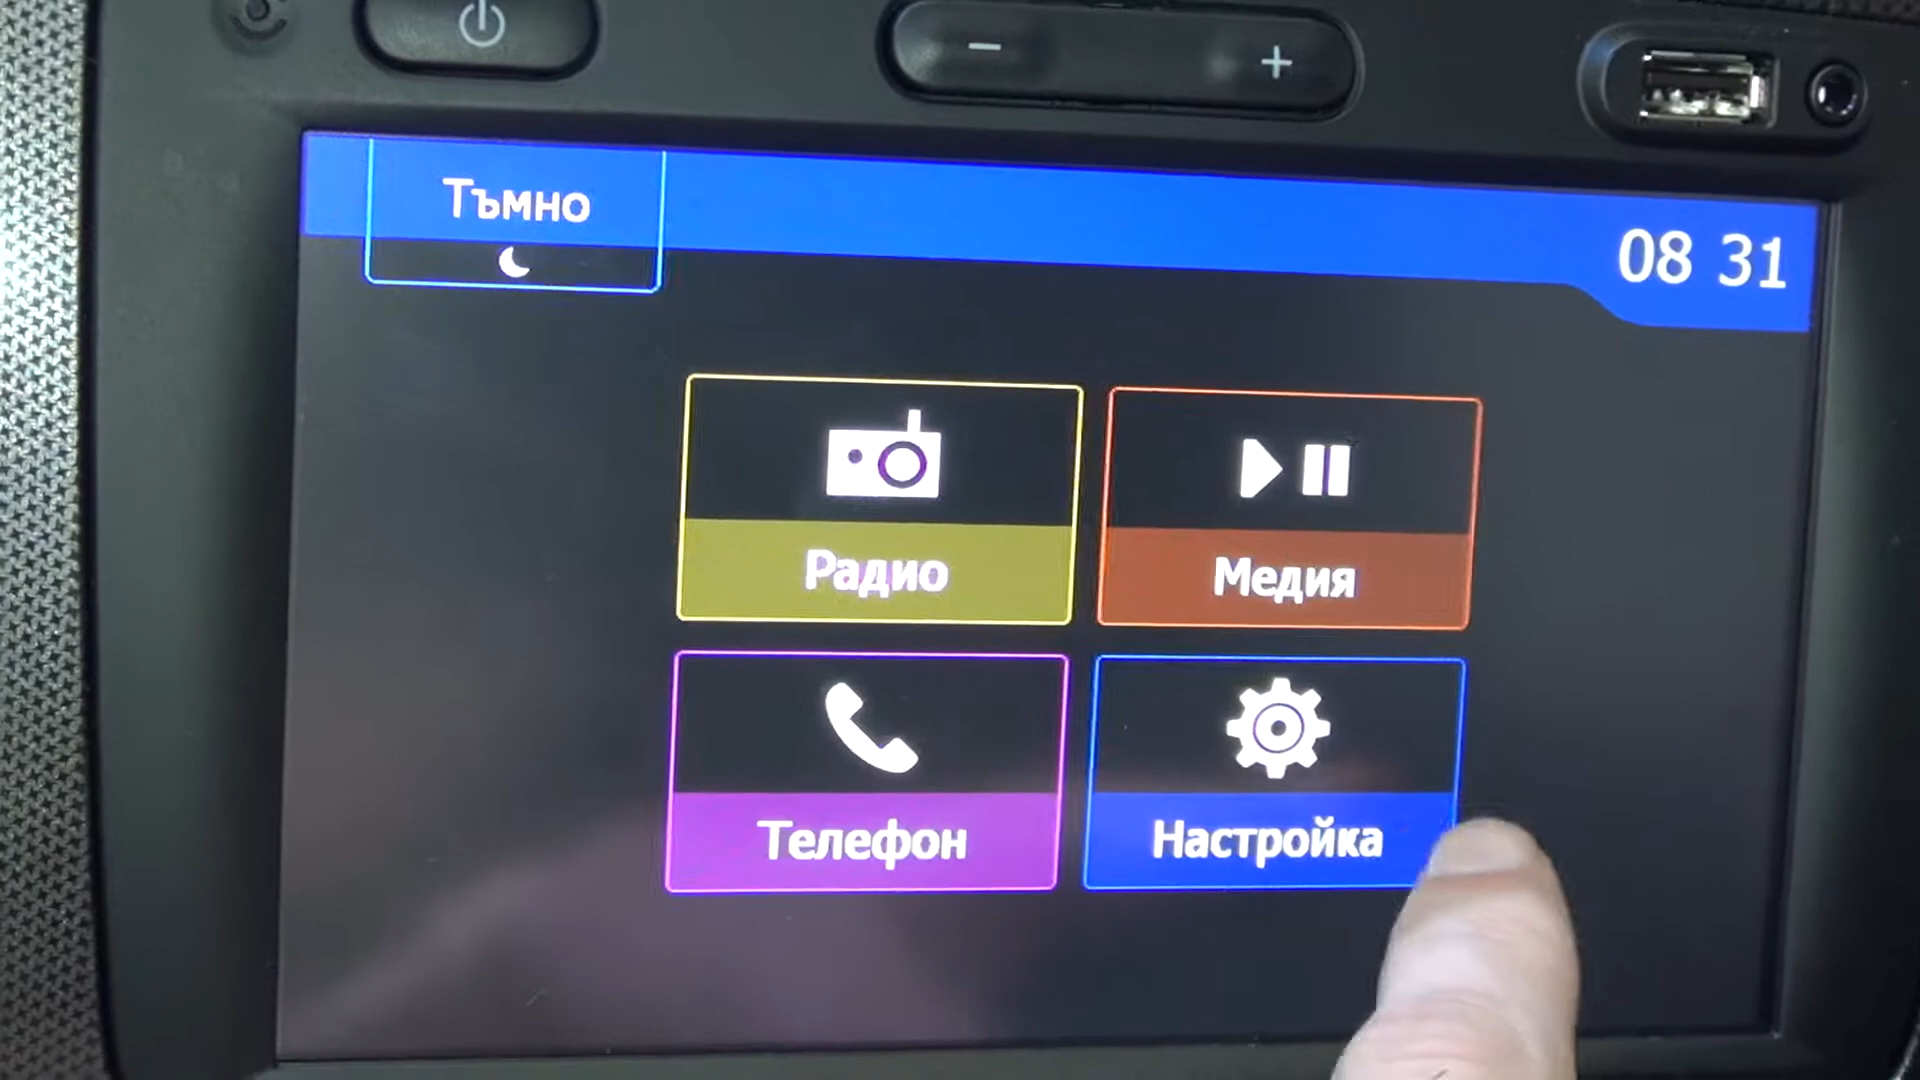 Тъмно
08 31
Радио
Медия
Телефон
Настройка